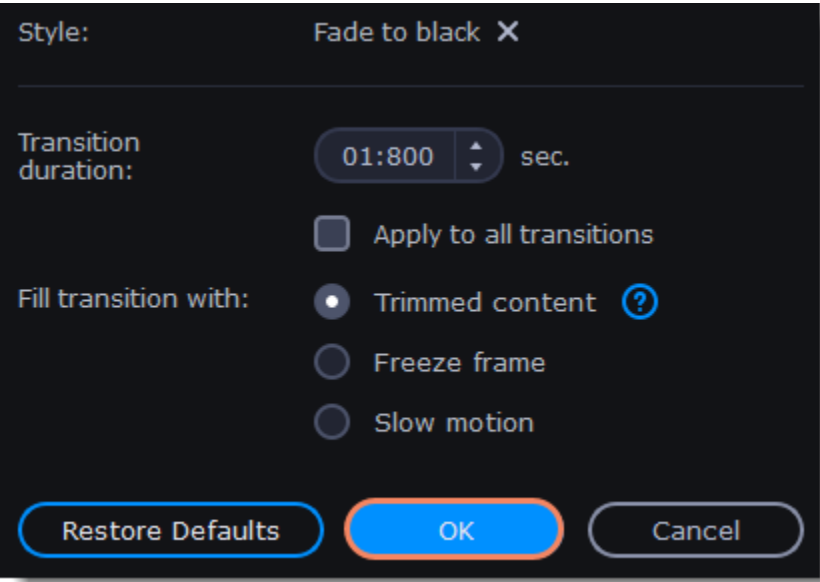 Style: Fade to black ×
Transition
duration:
01:800 sec.
Apply to all transitions
Fill transition with: Trimmed content ?
Freeze frame
Slow motion
Restore Defaults OK Cancel